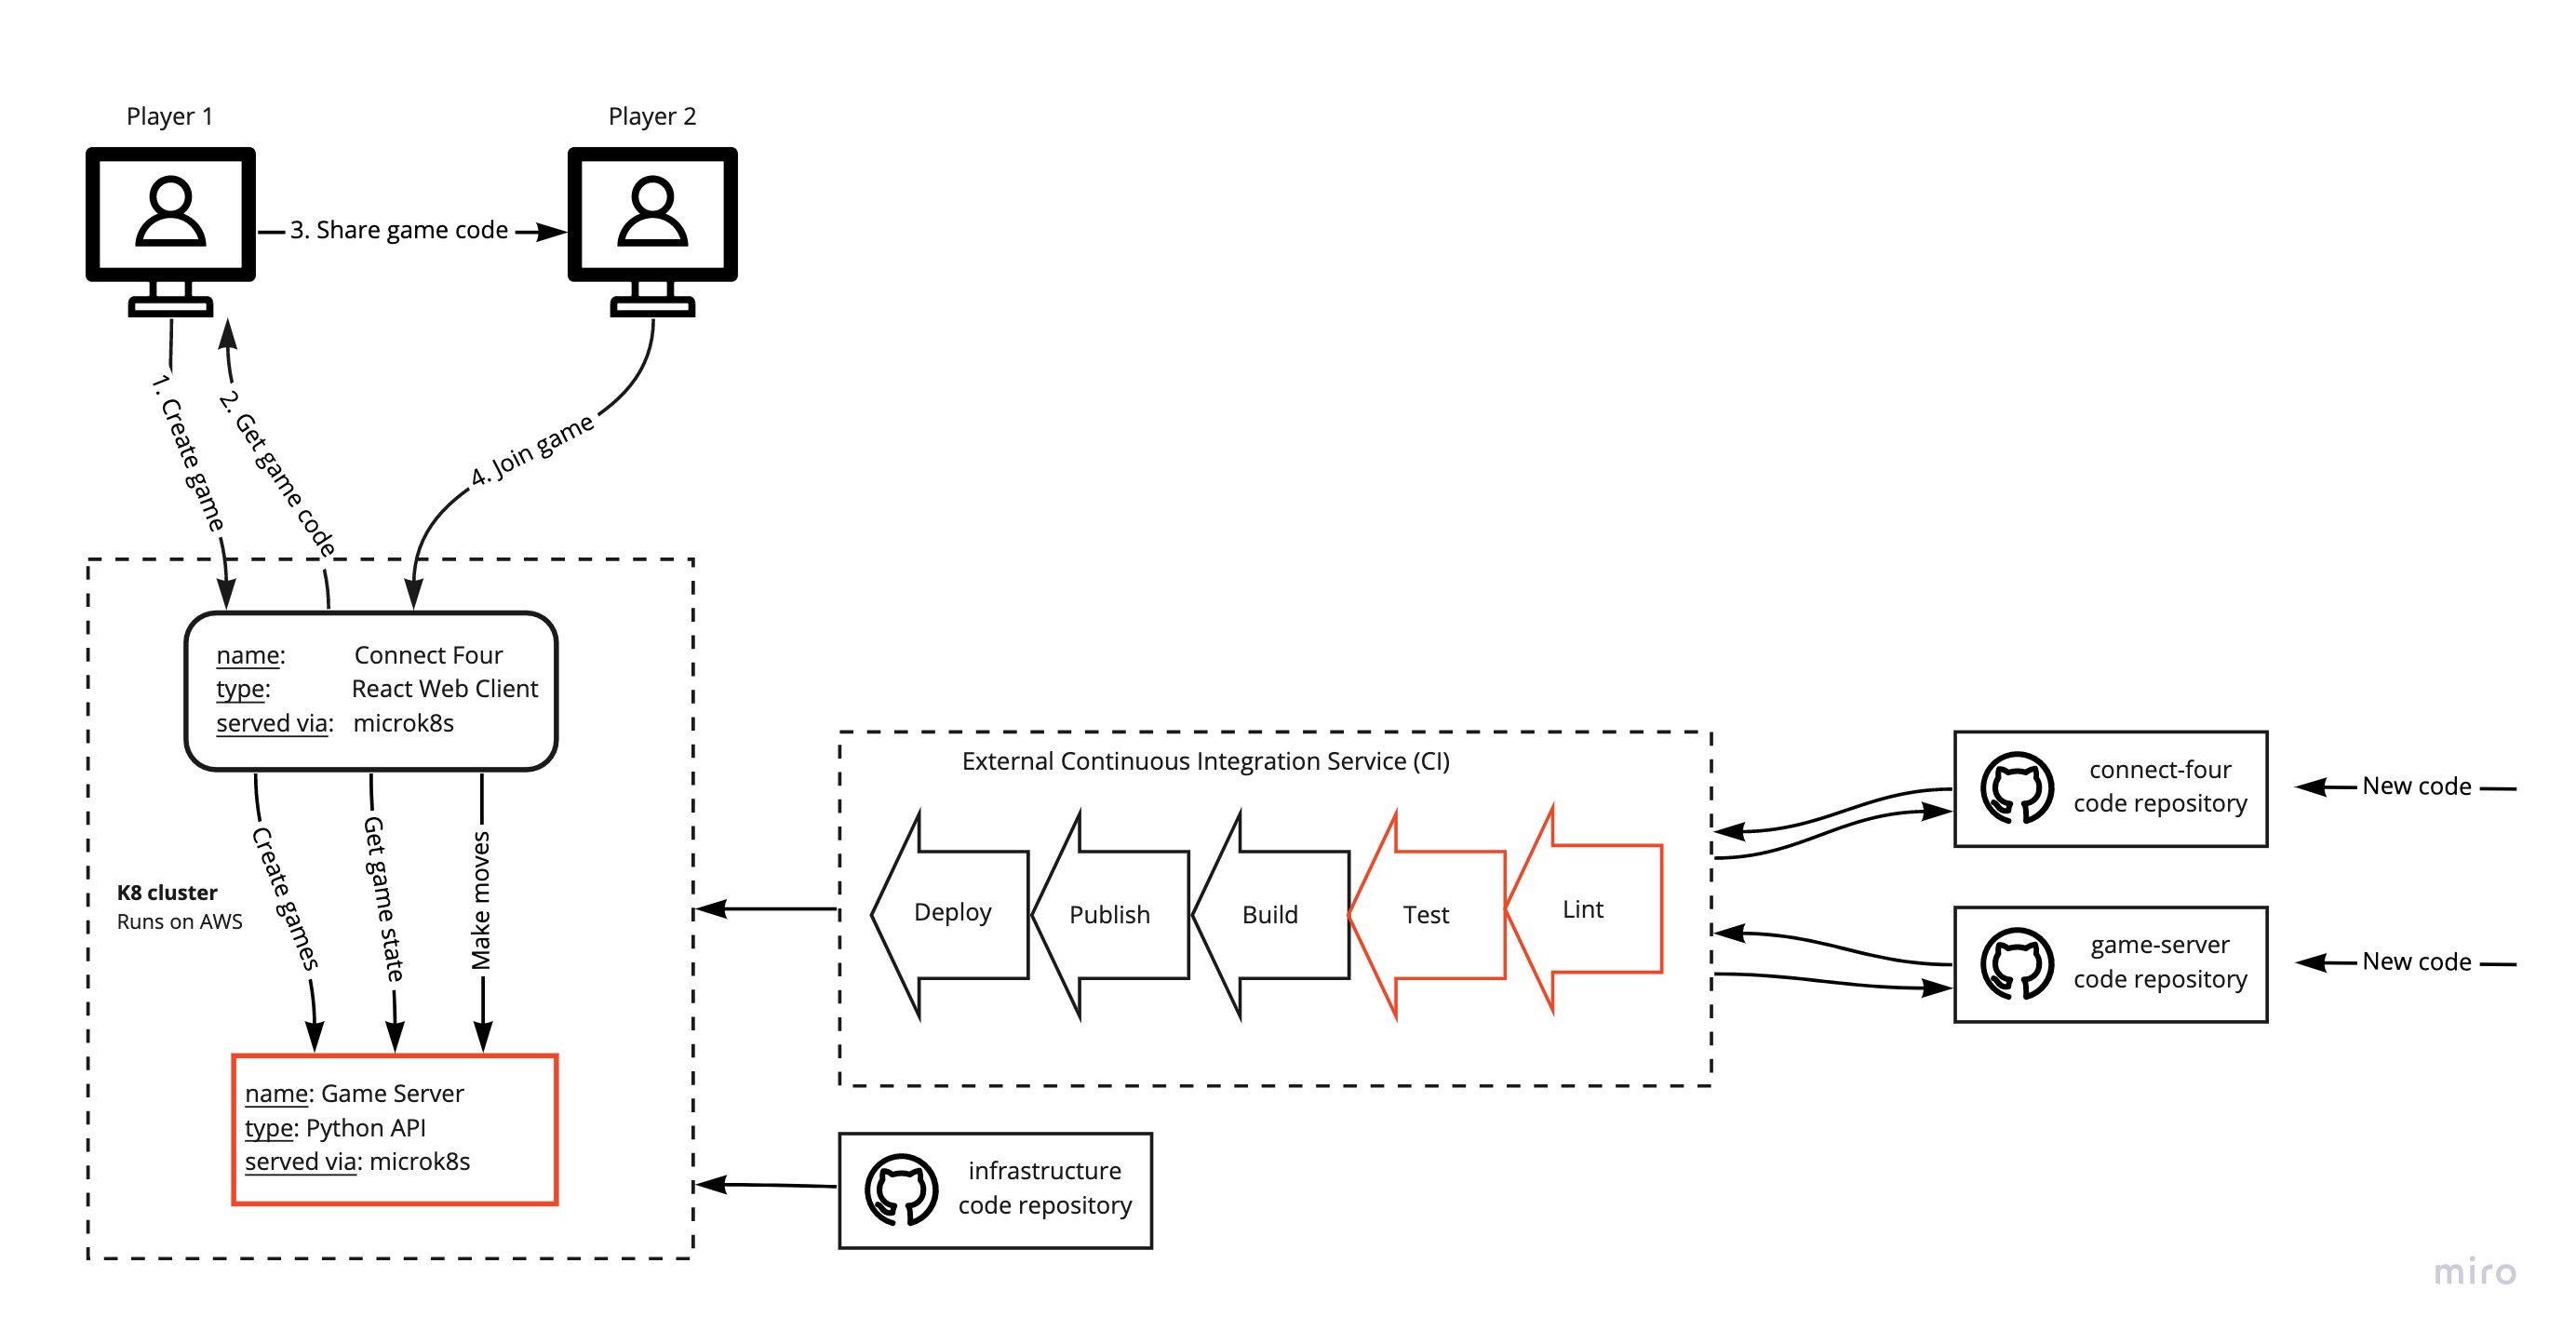 Player 1
Player 2
3. Share game code
1. Create game
2. Get game code
4. Join game
name: Connect Four
type: React Web Client
served via: microk8s
K8 cluster
Runs on AWS
Create games
Get game state
Make moves
name: Game Server
type: Python API
served via: microk8s
External Continuous Integration Service (CI)
Deploy
Publish
Build
Test
Lint
infrastructure
code repository
connect-four
code repository
New code
game-server
code repository
New code
miro